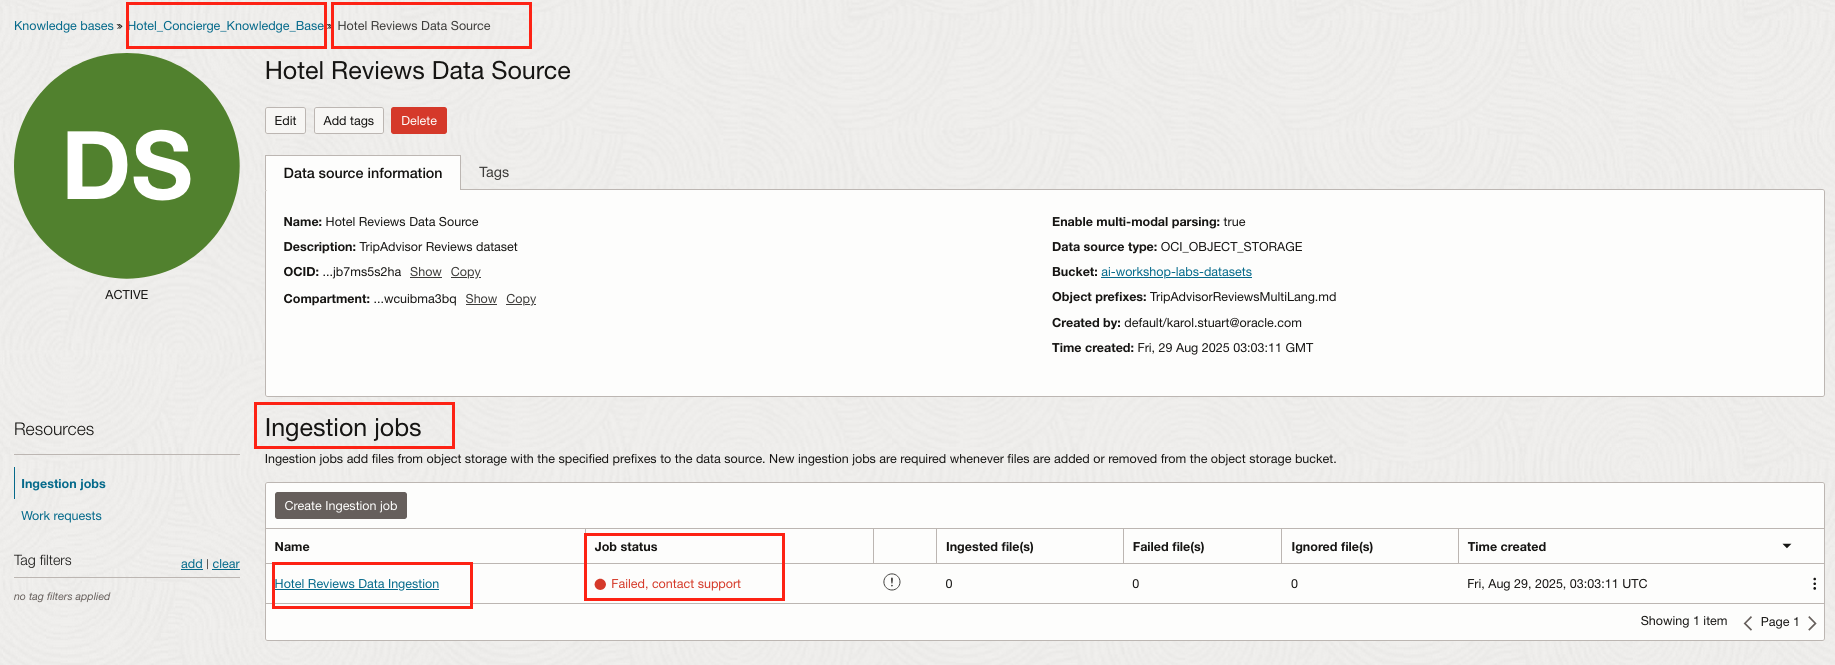 Knowledge bases » Hotel_Concierge_Knowledge_Base » Hotel Reviews Data Source
DS
ACTIVE
Hotel Reviews Data Source
Edit Add tags Delete
Data source information Tags
Name: Hotel Reviews Data Source
Description: TripAdvisor Reviews dataset
OCID: ...jb7ms5s2ha Show Copy
Compartment: ...wcuibma3bq Show Copy
Enable multi-modal parsing: true
Data source type: OCI_OBJECT_STORAGE
Bucket: ai-workshop-labs-datasets
Object prefixes: TripAdvisorReviewsMultiLang.md
Created by: default/karol.stuart@oracle.com
Time created: Fri, 29 Aug 2025 03:03:11 GMT
Resources
Ingestion jobs
Work requests
Tag filters add | clear
no tag filters applied
Ingestion jobs
Ingestion jobs add files from object storage with the specified prefixes to the data source. New ingestion jobs are required whenever files are added or removed from the object storage bucket.
Create Ingestion job
Name Job status Ingested file(s) Failed file(s) Ignored file(s) Time created
Hotel Reviews Data Ingestion Failed, contact support 0 0 0 Fri, Aug 29, 2025, 03:03:11 UTC
Showing 1 item Page 1